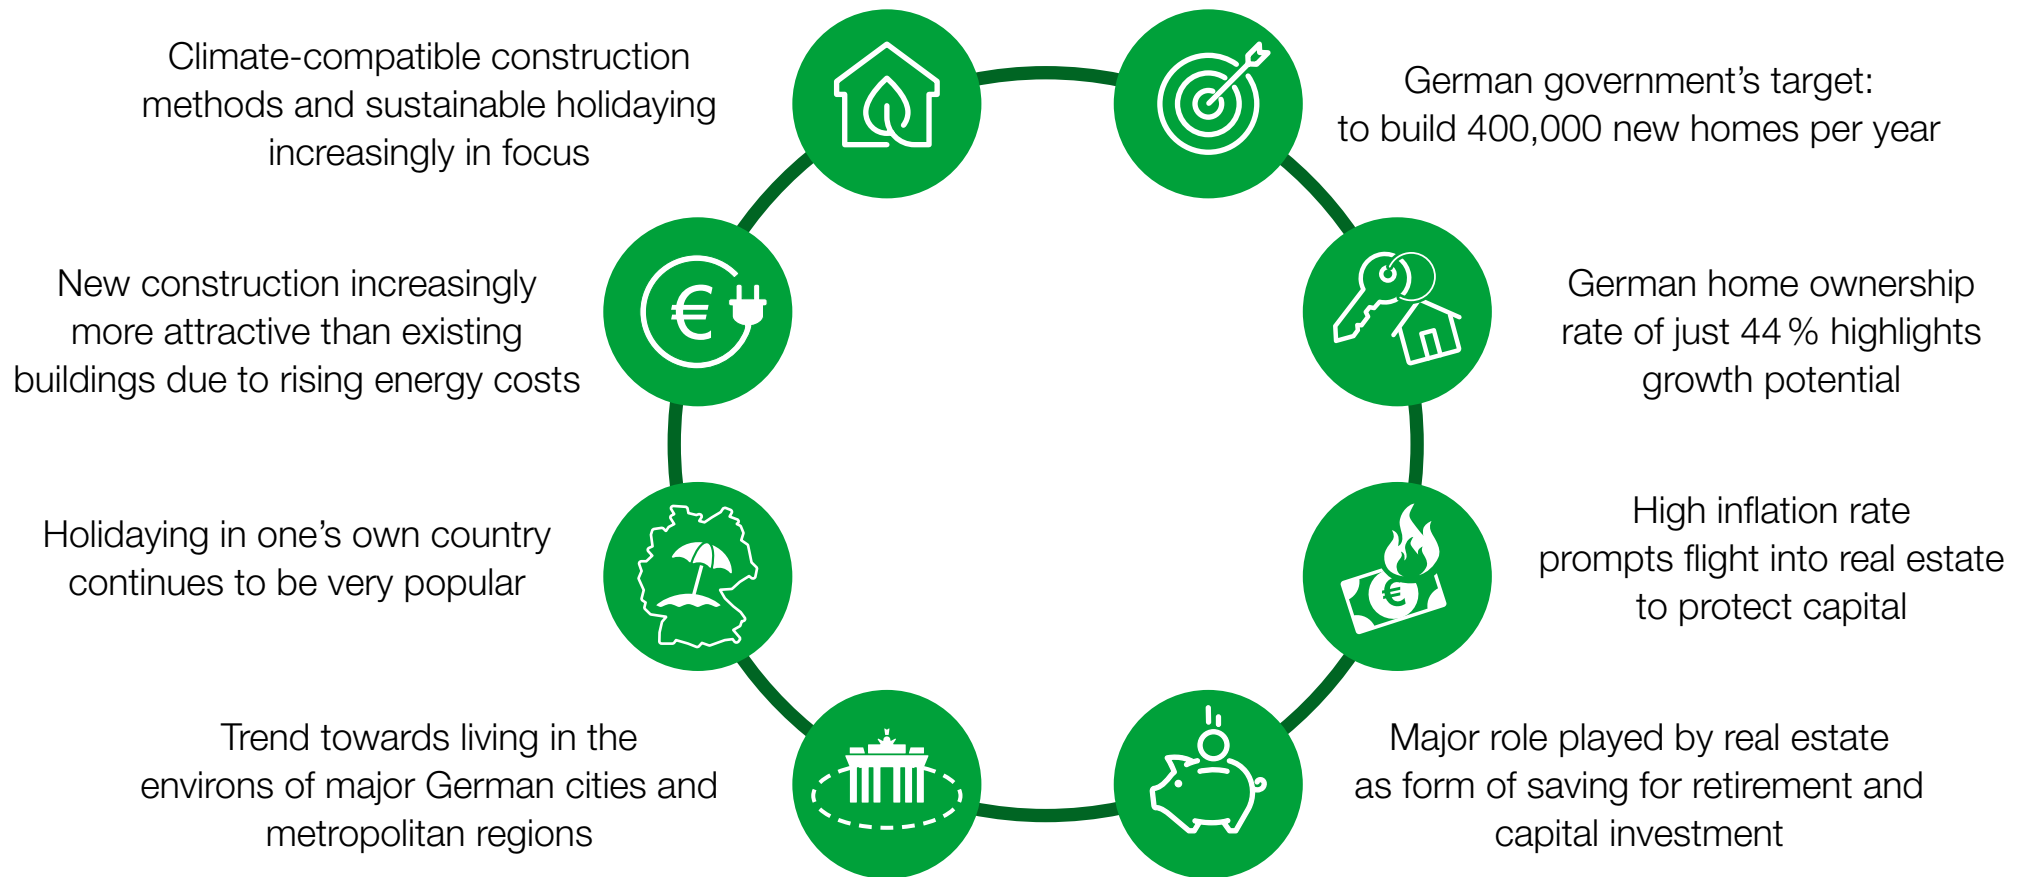 Climate-compatible construction
methods and sustainable holidaying
increasingly in focus
German government’s target:
to build 400,000 new homes per year
New construction increasingly
more attractive than existing
buildings due to rising energy costs
€
German home ownership
rate of just 44 % highlights
growth potential
Holidaying in one’s own country
continues to be very popular
High inflation rate
prompts flight into real estate
to protect capital
€
Trend towards living in the
environs of major German cities and
metropolitan regions
Major role played by real estate
as form of saving for retirement and
capital investment